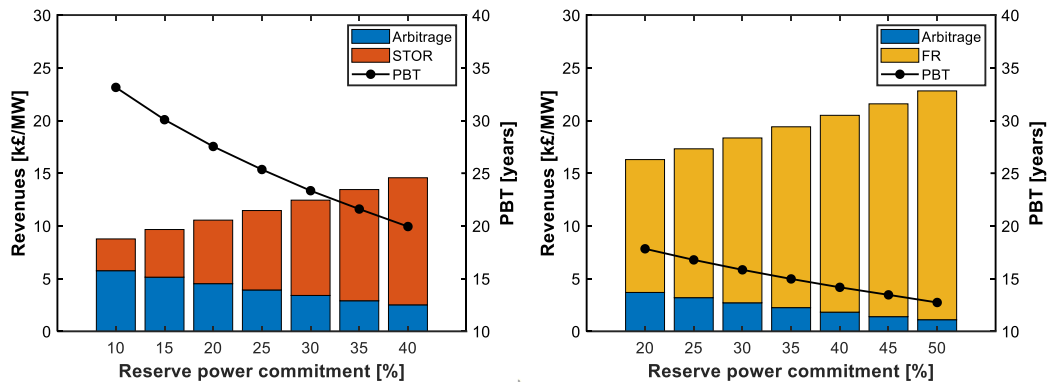 30
25
20
15
10
5
0
Revenues [k£/MW]
Arbitrage
STOR
PBT
40
35
30
25
20
15
10
PBT [years]
10 15 20 25 30 35 40
Reserve power commitment [%]
30
25
20
15
10
5
0
Revenues [k£/MW]
Arbitrage
FR
PBT
40
35
30
25
20
15
10
PBT [years]
20 25 30 35 40 45 50
Reserve power commitment [%]